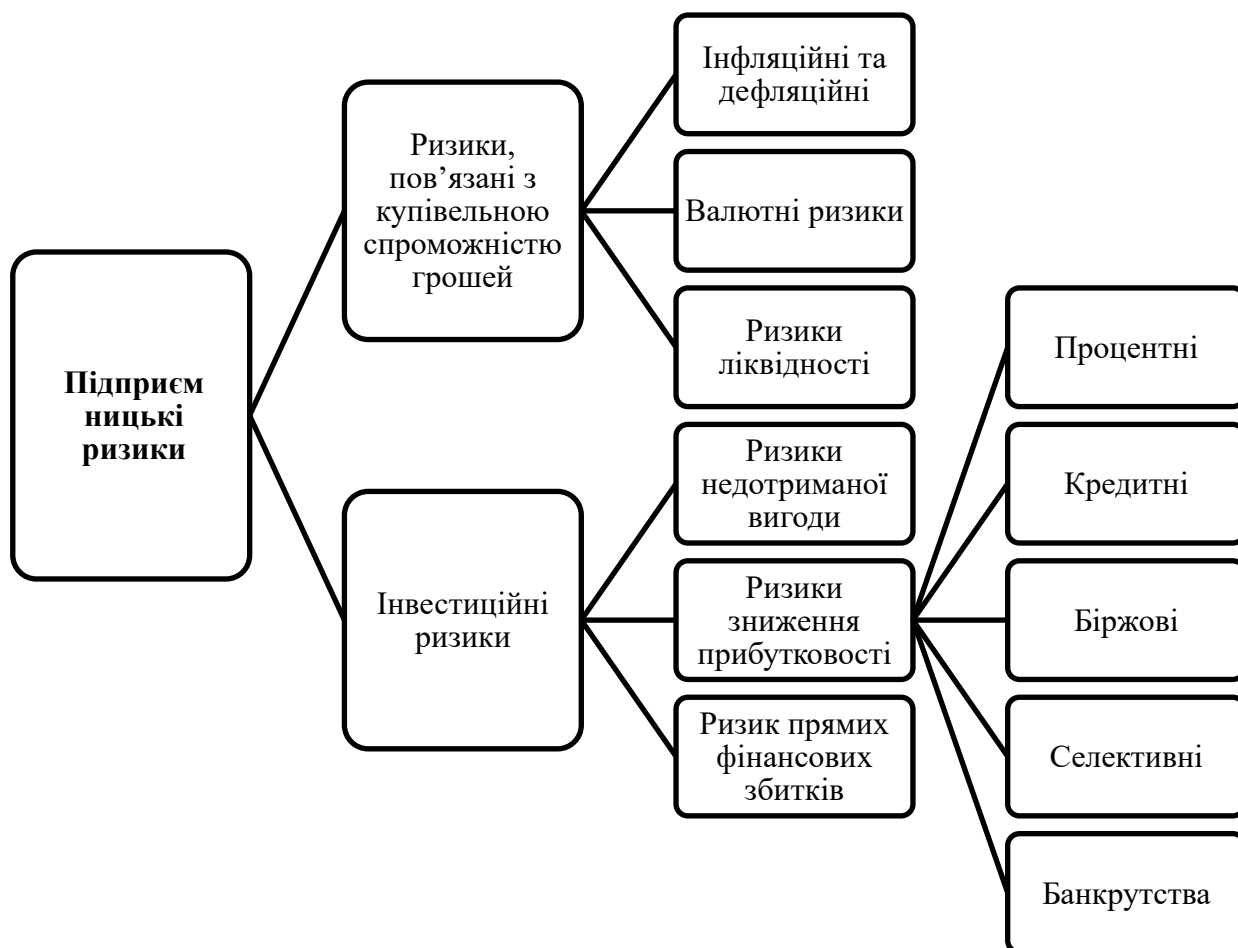 Підприєм
ницькі
ризики
Ризики,
пов’язані з
купівельною
спроможністю
грошей
Інфляційні та
дефляційні
Валютні ризики
Ризики
ліквідності
Інвестиційні
ризики
Ризики
недотриманої
вигоди
Ризики
зниження
прибутковості
Ризик прямих
фінансових
збитків
Процентні
Кредитні
Біржові
Селективні
Банкрутства